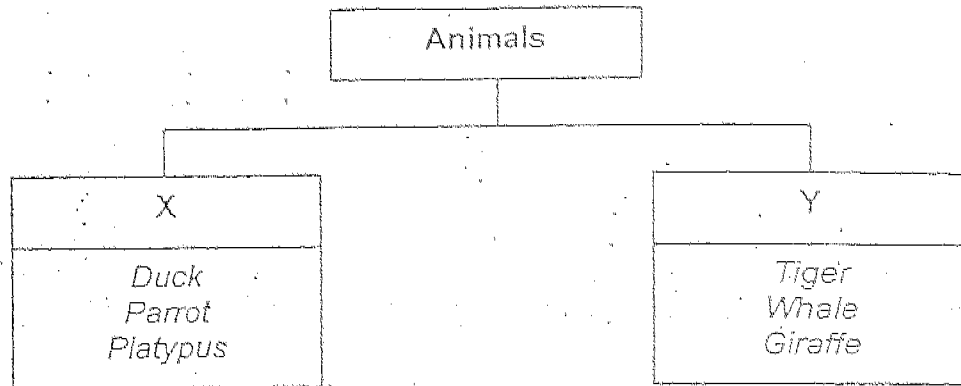 Animals
X
Duck
Parrot
Platypus
Y
Tiger
Whale
Giraffe